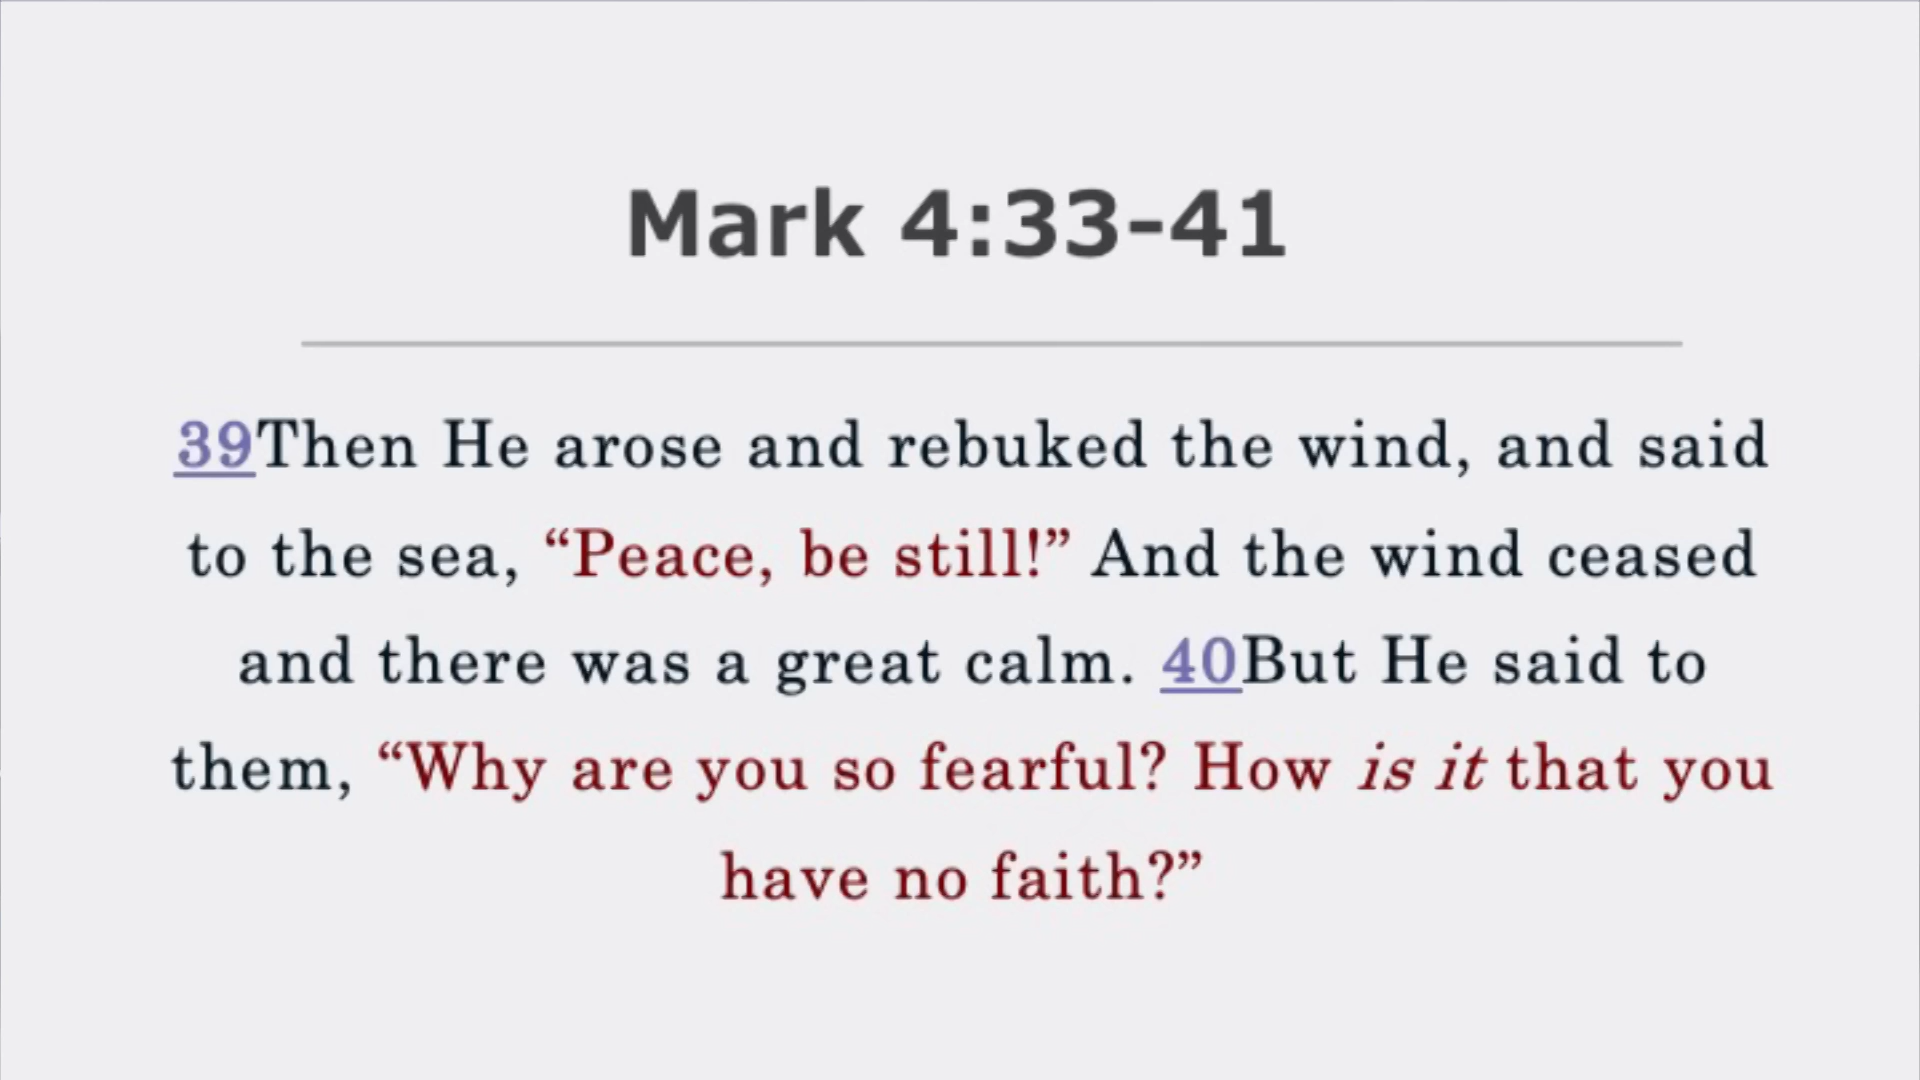 Mark 4:33-41
39Then He arose and rebuked the wind, and said
to the sea, “Peace, be still!” And the wind ceased
and there was a great calm. 40But He said to
them, “Why are you so fearful? How is it that you
have no faith?”